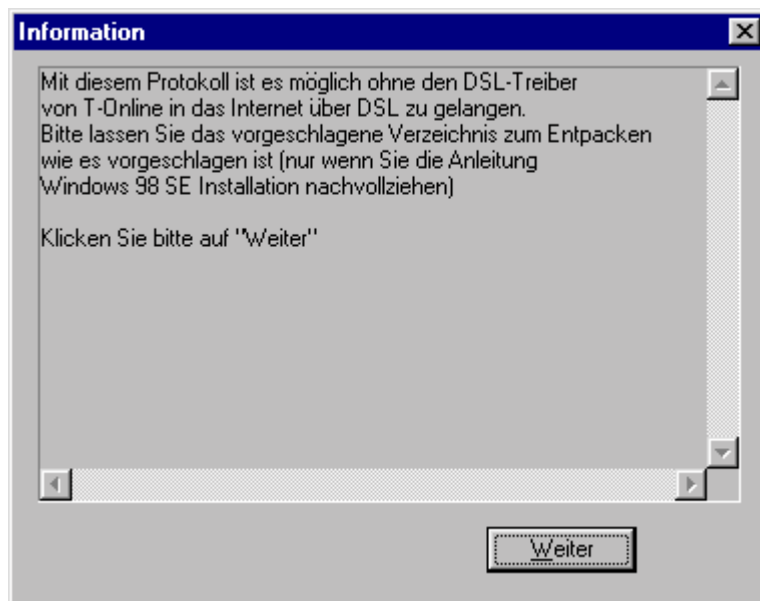 Information
Mit diesem Protokoll ist es möglich ohne den DSL-Treiber
von T-Online in das Internet über DSL zu gelangen.
Bitte lassen Sie das vorgeschlagene Verzeichnis zum Entpacken
wie es vorgeschlagen ist (nur wenn Sie die Anleitung
Windows 98 SE Installation nachvollziehen)
Klicken Sie bitte auf "Weiter"
Weiter